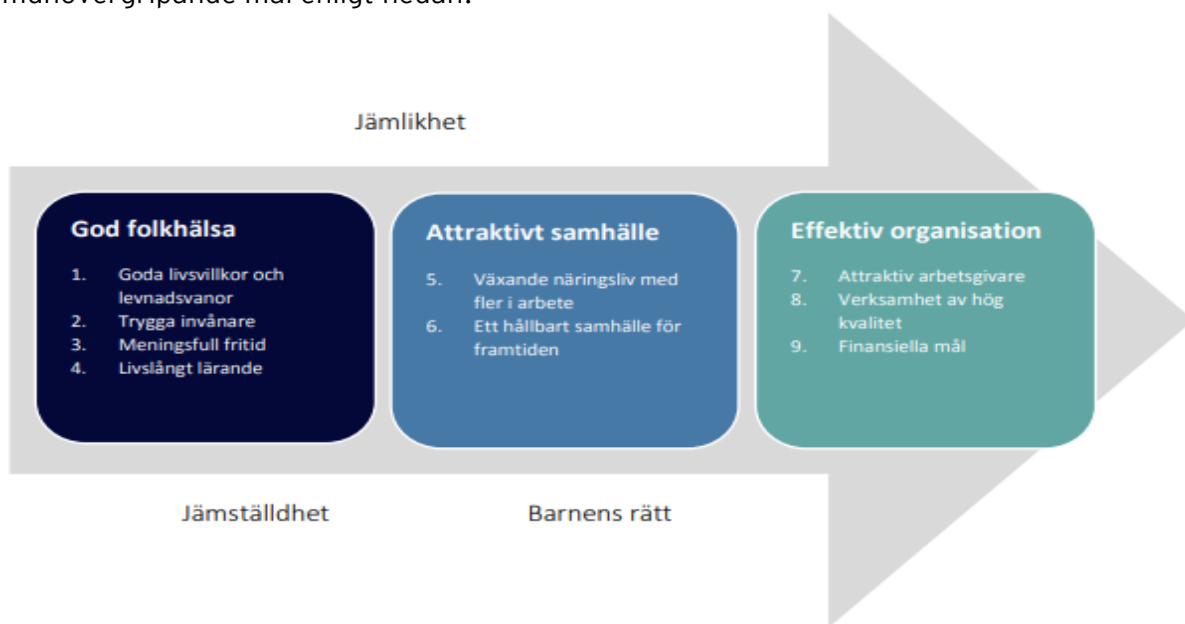 Jämlikhet
God folkhälsa
1. Goda livsvillkor och
levnadsvanor
2. Trygga invånare
3. Meningsfull fritid
4. Livslångt lärande
Attraktivt samhälle
5. Växande näringsliv med
fler i arbete
6. Ett hållbart samhälle för
framtiden
Effektiv organisation
7. Attraktiv arbetsgivare
8. Verksamhet av hög
kvalitet
9. Finansiella mål
Jämställdhet Barnens rätt